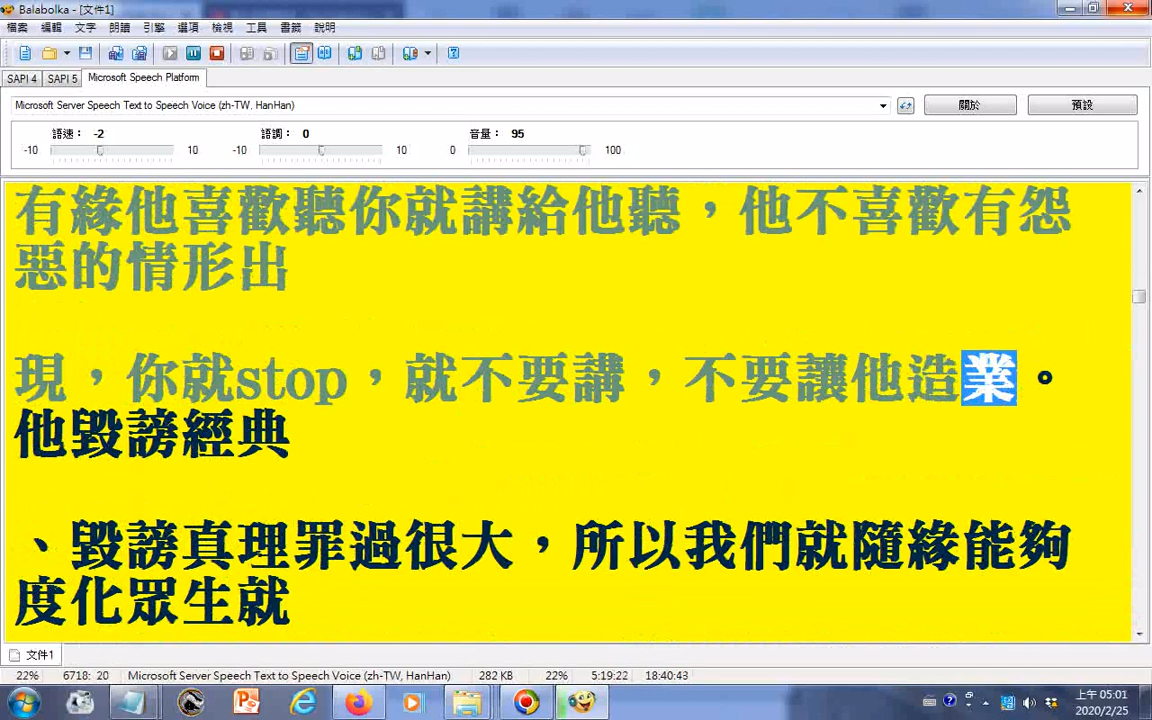 Balabolka - [文件1]
檔案 編輯 文字 朗讀 引擎 選項 檢視 工具 書籤 說明
SAPI 4 SAPI 5 Microsoft Speech Platform
Microsoft Server Speech Text to Speech Voice (zh-TW, HanHan) 關於 預設
語速： -2 語調： 0 音量： 95
-10 10 -10 10 0 100
有緣他喜歡聽你就講給他聽，他不喜歡有怨
惡的情形出
現，你就stop，就不要講，不要讓他造業。
他毀謗經典
、毀謗真理罪過很大，所以我們就隨緣能夠
度化眾生就
文件1
22% 6718: 20 Microsoft Server Speech Text to Speech Voice (zh-TW, HanHan) 282 KB 22% 5:19:22 18:40:43
上午 05:01
2020/2/25